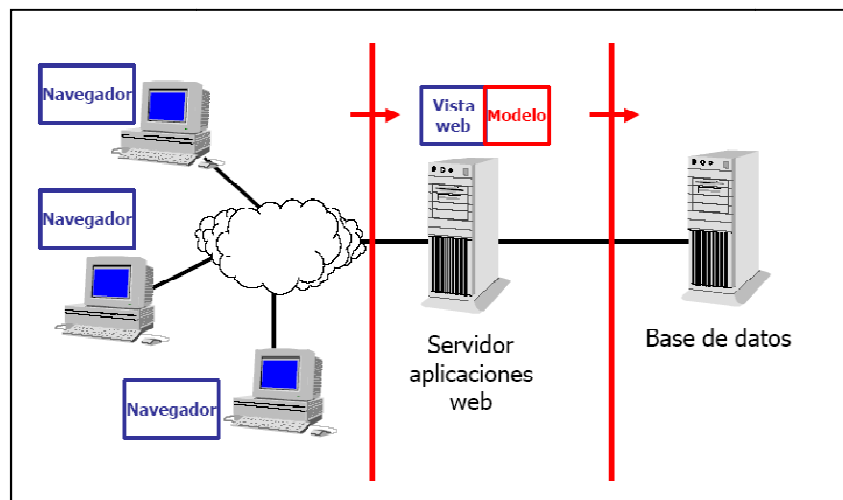 Navegador
Navegador
Navegador
Vista
web
Modelo
Servidor
aplicaciones
web
Base de datos